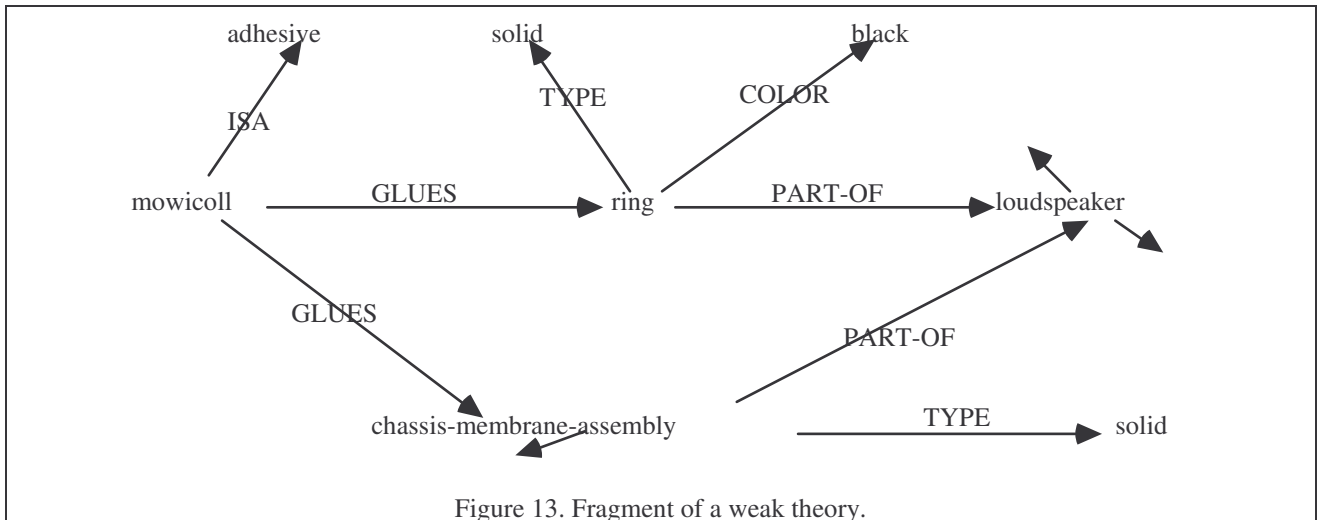 adhesive solid black
TYPE COLOR
ISA
mowicoll GLUES ring PART-OF loudspeaker
GLUES
PART-OF
chassis-membrane-assembly TYPE solid
Figure 13. Fragment of a weak theory.